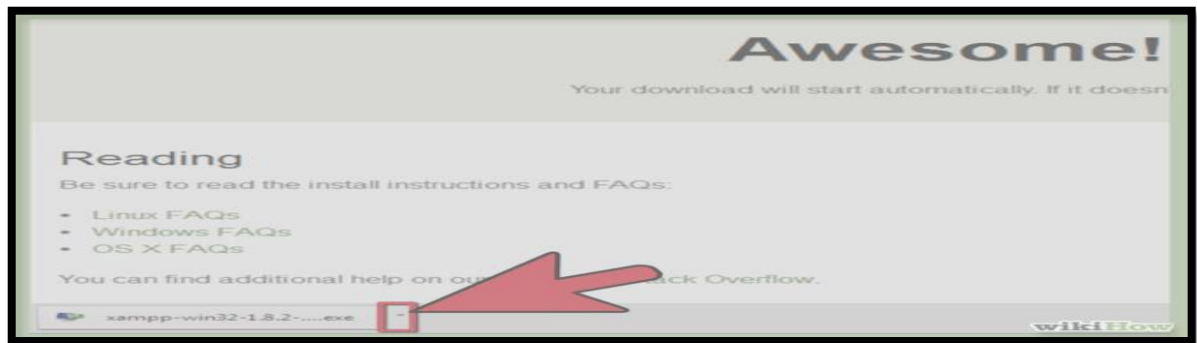 Awesome!
Your download will start automatically. If it doesn
Reading
Be sure to read the install instructions and FAQs:
• Linux FAQs
• Windows FAQs
• OS X FAQs
You can find additional help on ou ack Overflow.
xampp-win32-1.8.2-....exe
wikiHow